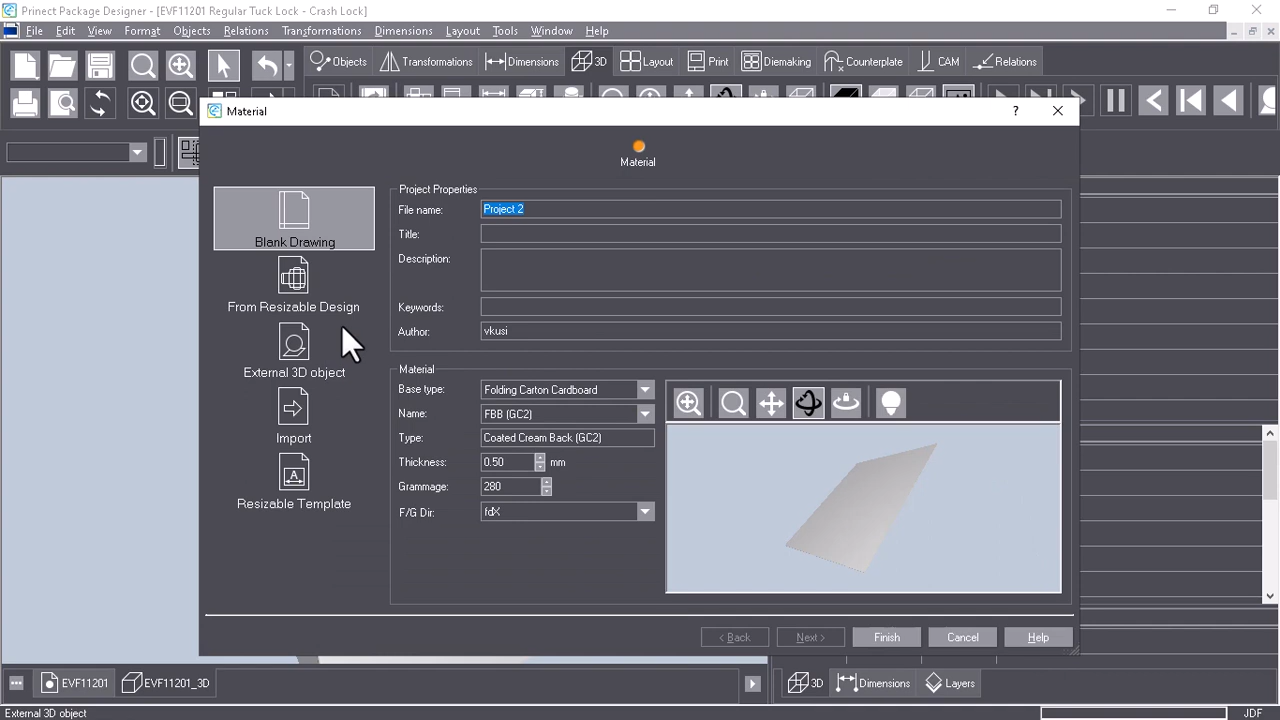 Prinect Package Designer - [EVF11201 Regular Tuck Lock - Crash Lock]
File Edit View Format Objects Relations Transformations Dimensions Layout Tools Window Help
Objects Transformations Dimensions 3D Layout Print Diemaking Counterplate CAM Relations
Material
Material
Blank Drawing
From Resizable Design
External 3D object
Import
Resizable Template
Project Properties
File name: Project 2
Title:
Description:
Keywords:
Author: vkusi
Material
Base type: Folding Carton Cardboard
Name: FBB (GC2)
Type: Coated Cream Back (GC2)
Thickness: 0.50 mm
Grammage: 280
F/G Dir: fdX
< Back Next > Finish Cancel Help
EVF11201 EVF11201_3D 3D Dimensions Layers
External 3D object JDF